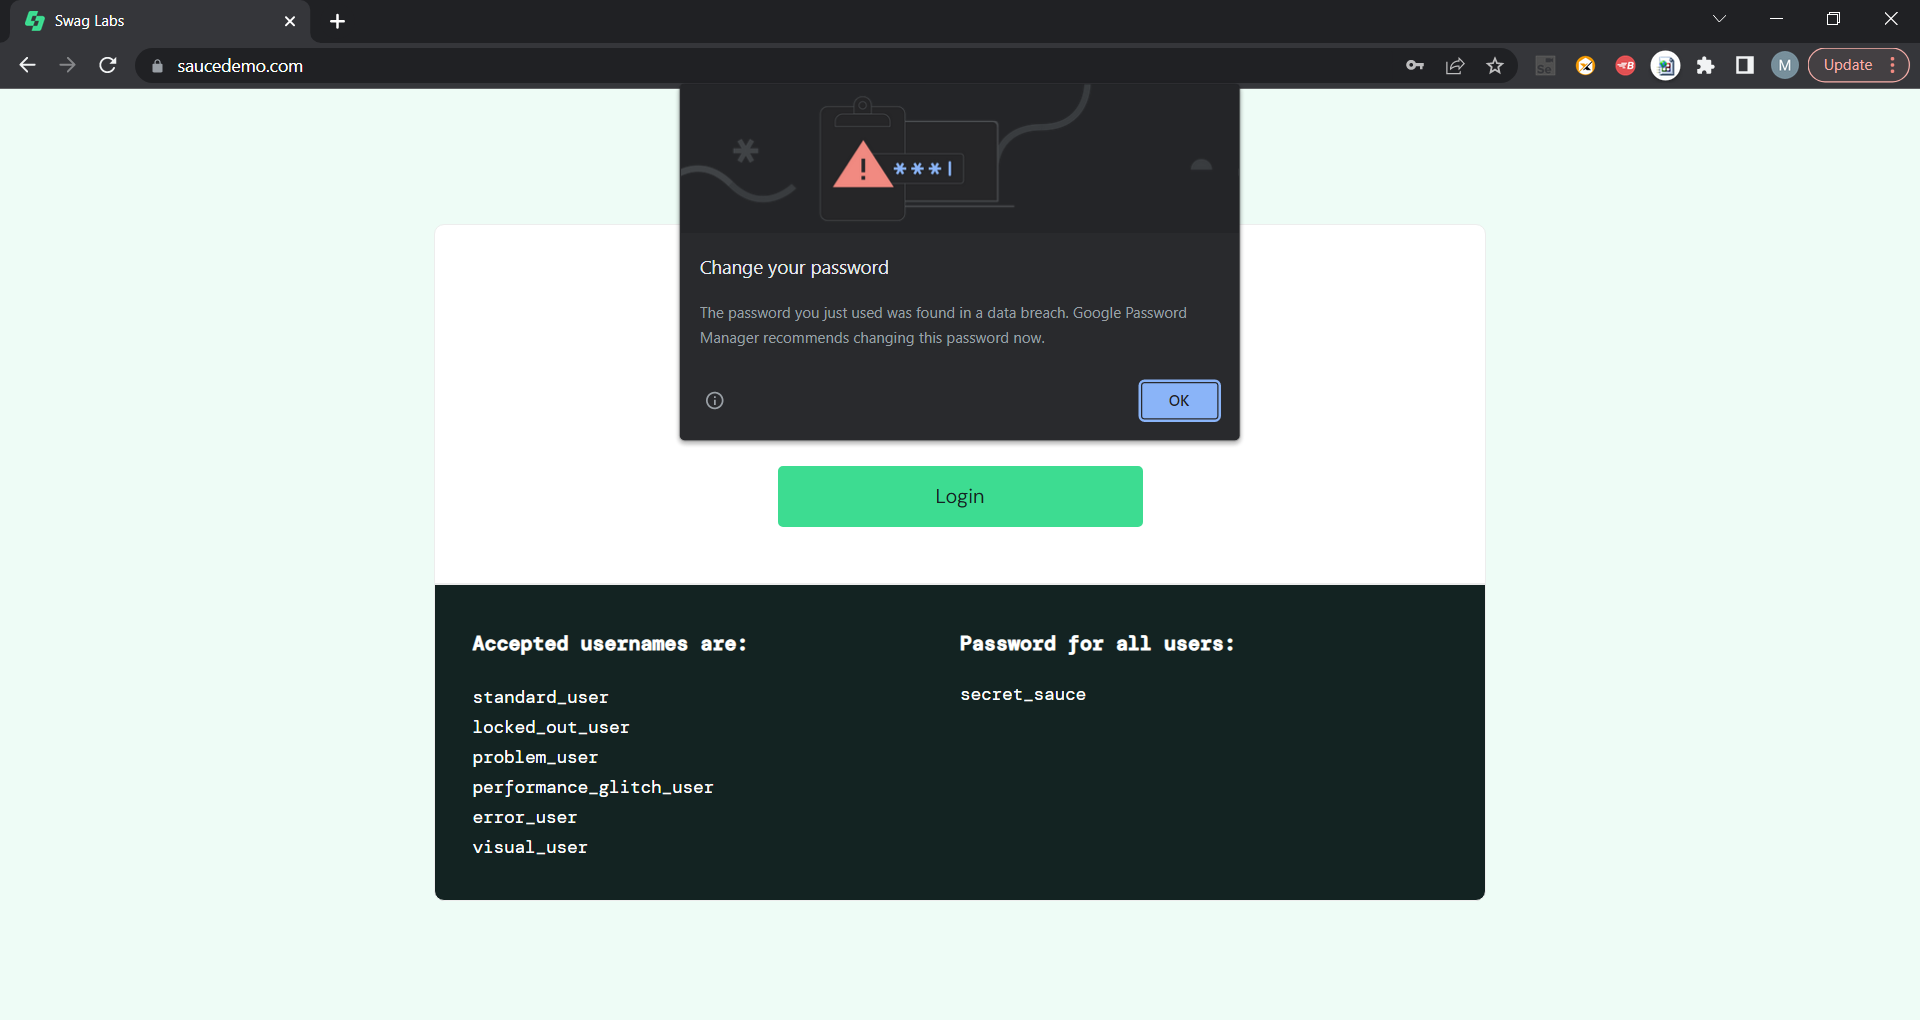 Swag Labs
saucedemo.com
Se
B
M
Update
***|
Change your password
The password you just used was found in a data breach. Google Password
Manager recommends changing this password now.
OK
Login
Accepted usernames are:
standard_user
locked_out_user
problem_user
performance_glitch_user
error_user
visual_user
Password for all users:
secret_sauce